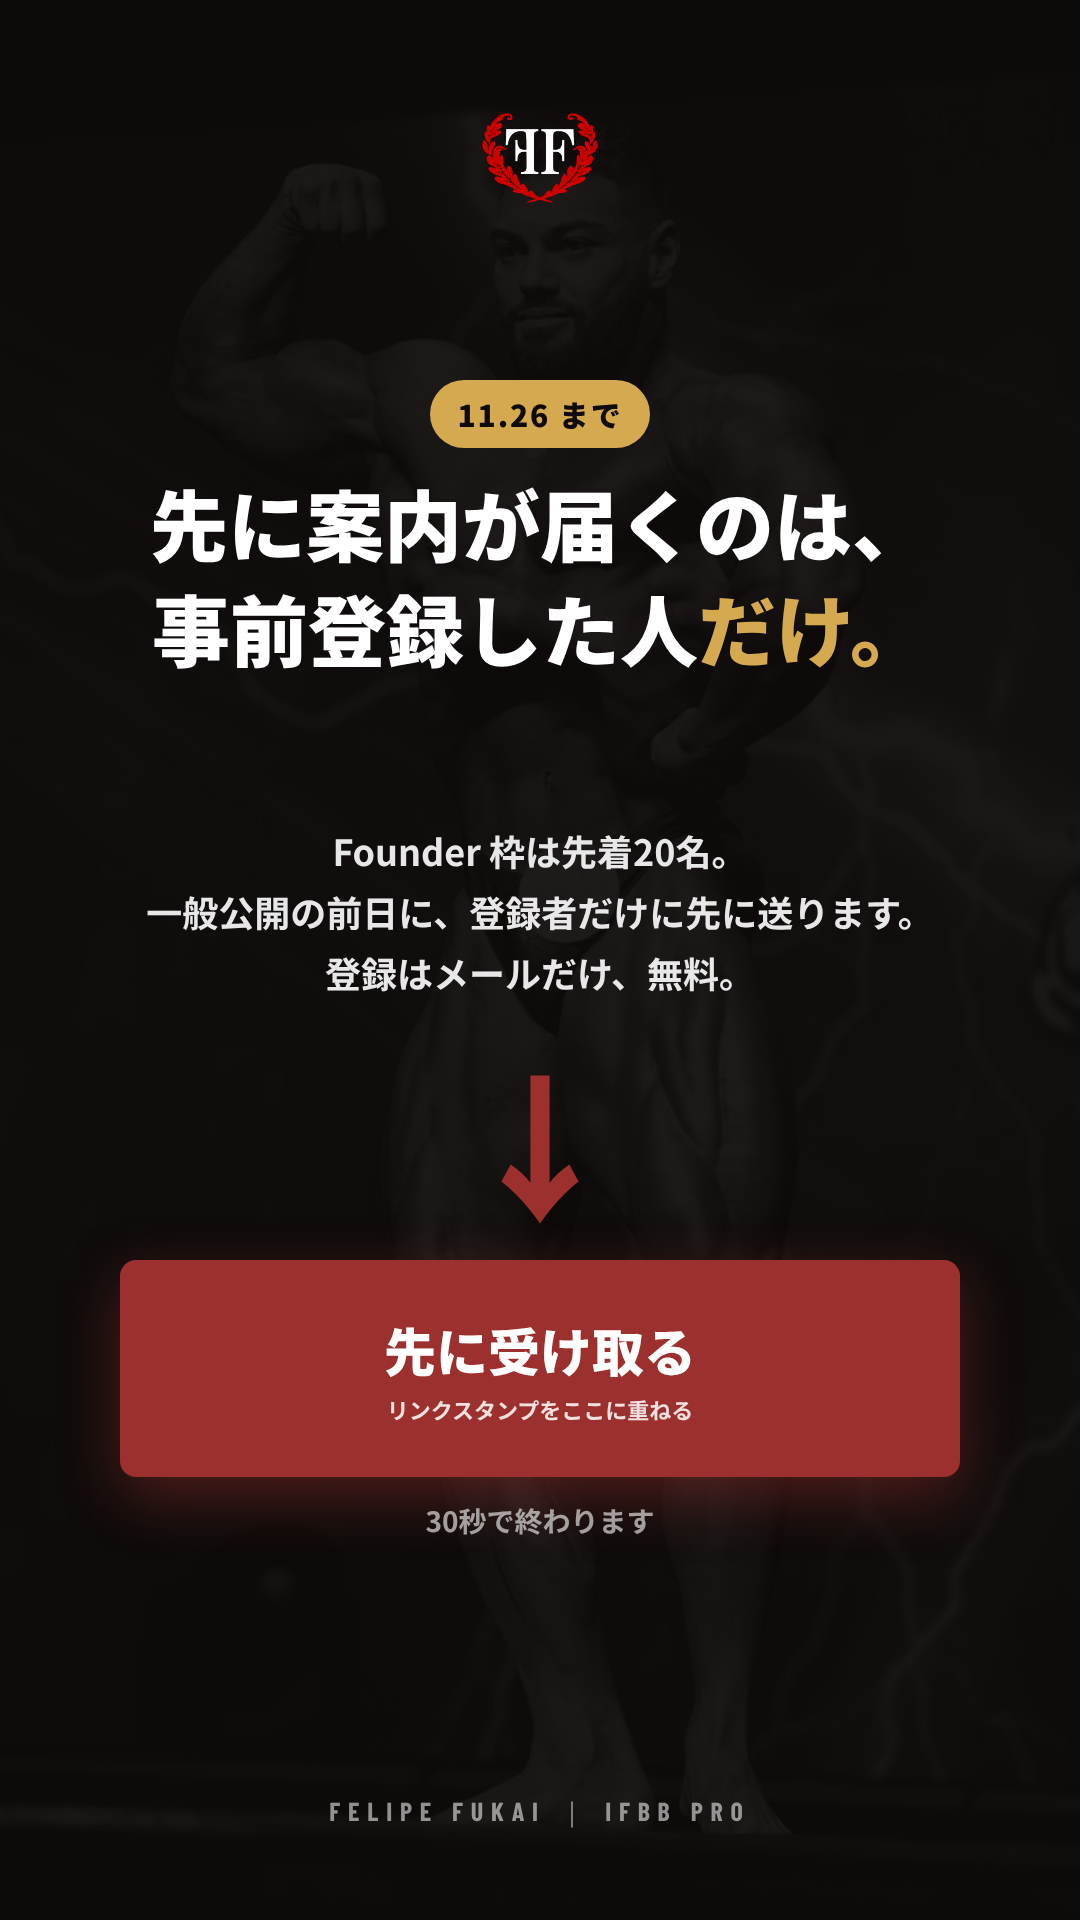 FF
11.26 まで
先に案内が届くのは、
事前登録した人だけ。
Founder 枠は先着20名。
一般公開の前日に、登録者だけに先に送ります。
登録はメールだけ、無料。
先に受け取る
リンクスタンプをここに重ねる
30秒で終わります
FELIPE FUKAI | IFBB PRO